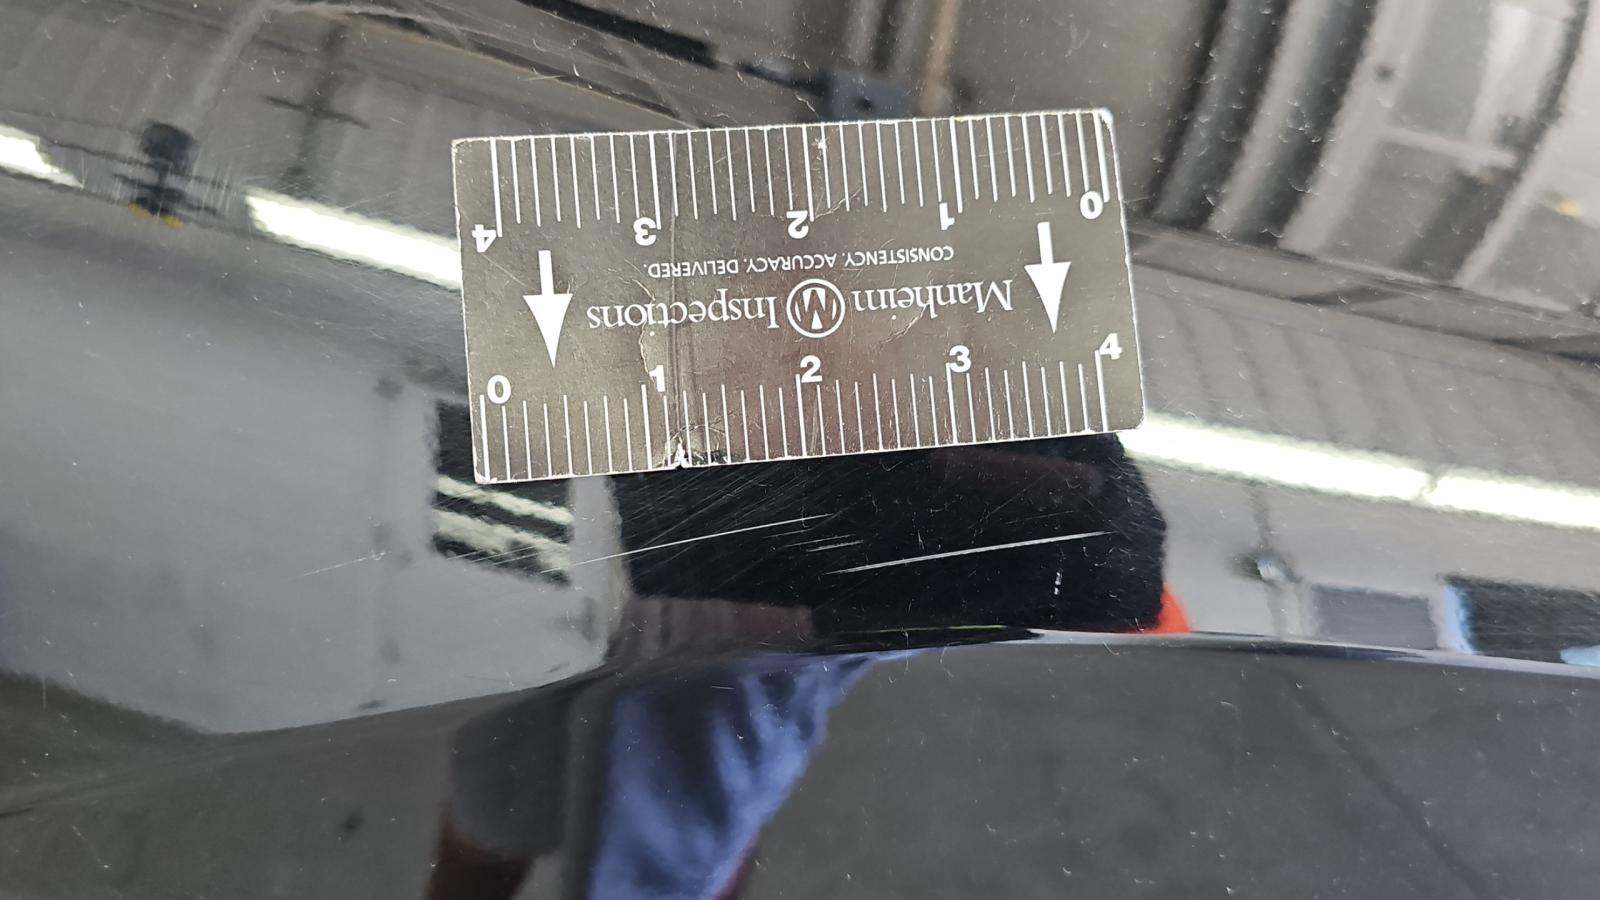 4 3 2 1 0
CONSISTENCY. ACCURACY. DELIVERED.
Manheim Inspections
0 1 2 3 4